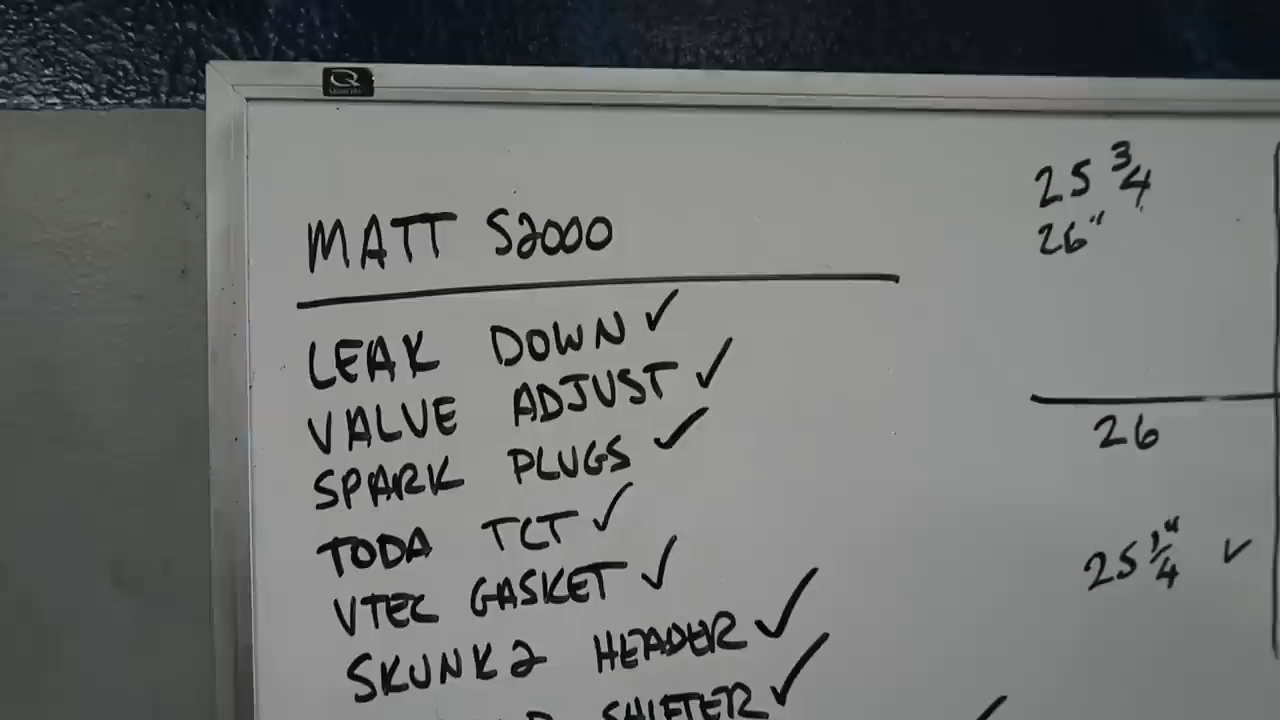 MATT S2000
LEAK DOWN ✓
VALVE ADJUST ✓
SPARK PLUGS ✓
TODA TCT ✓
VTEC GASKET ✓
SKUNK2 HEADER ✓
SHIFTER ✓
25 3/4
26"
26
25 1/4" ✓